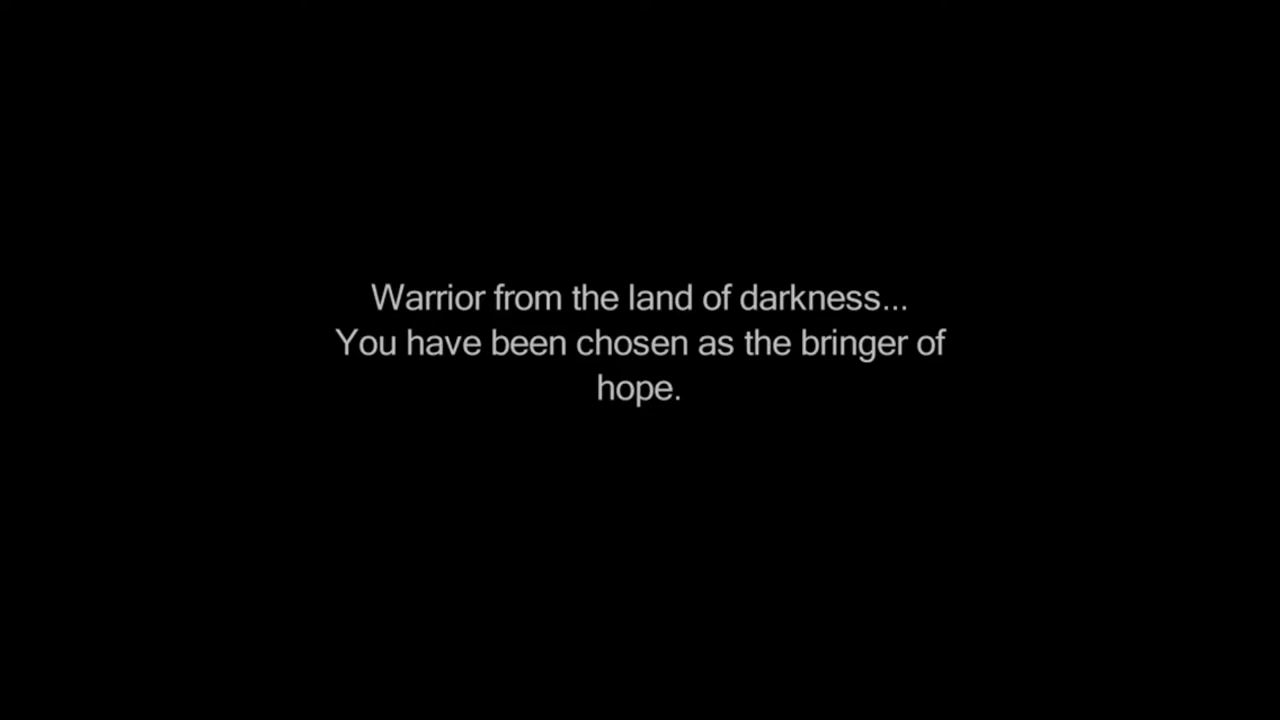 Warrior from the land of darkness...
You have been chosen as the bringer of
hope.